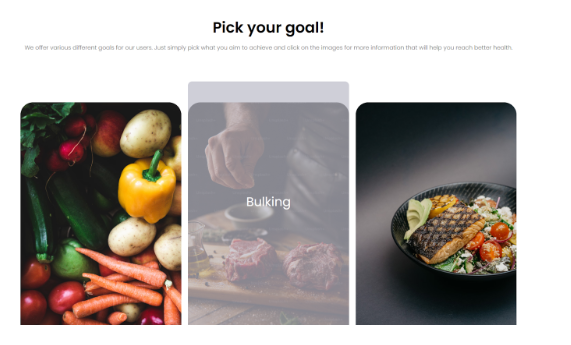 Pick your goal!
We offer various different goals for our users. Just simply pick what you aim to achieve and click on the images for more information that will help you reach better health.
Bulking